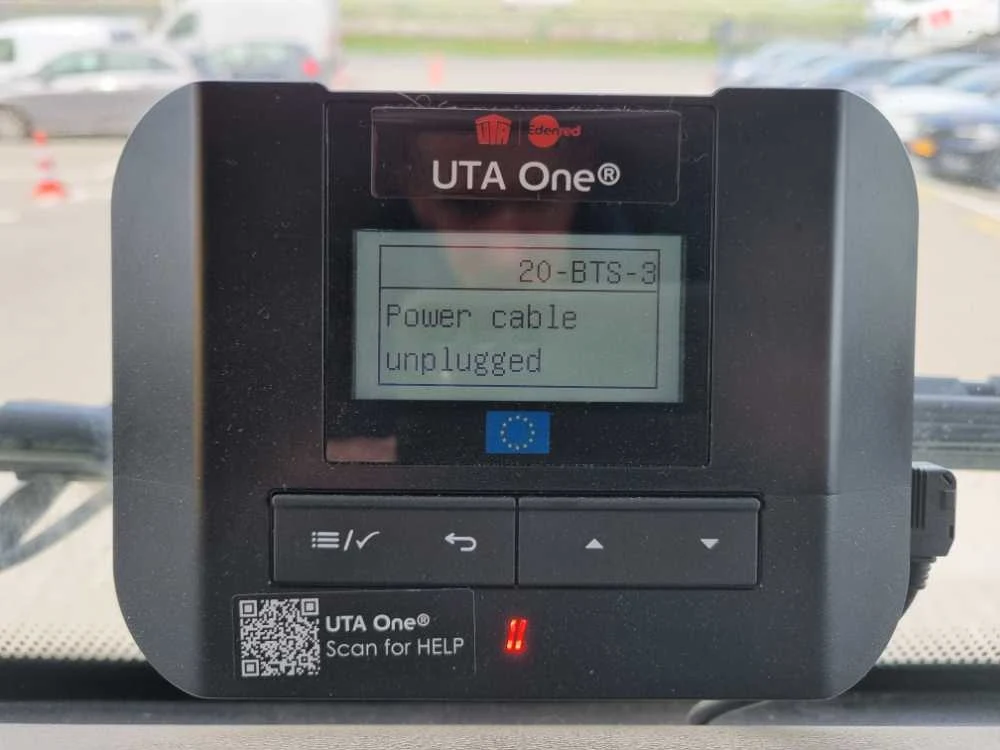 UTA Edenred
UTA One®
20-BTS-3
Power cable
unplugged
UTA One®
Scan for HELP